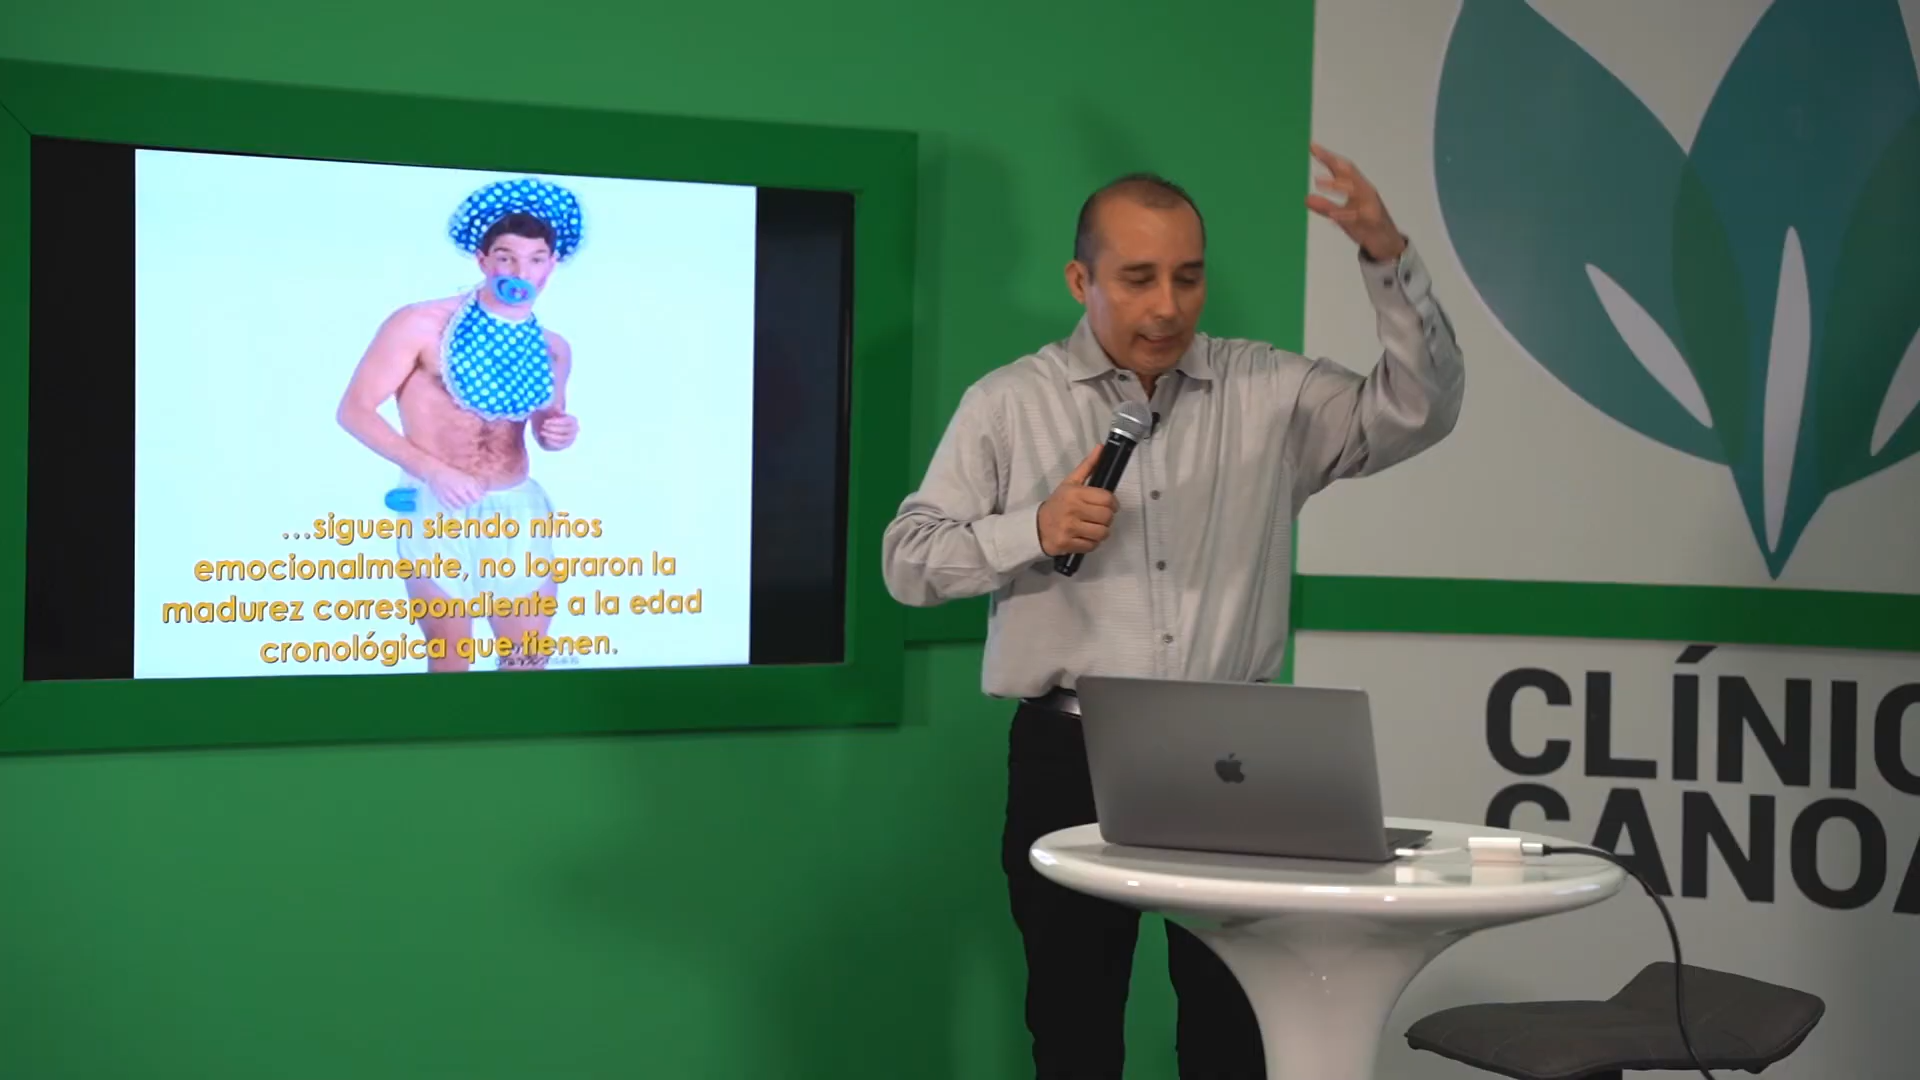 ...siguen siendo niños
emocionalmente, no lograron la
madurez correspondiente a la edad
cronológica que tienen.
CLÍNIC
CANOA